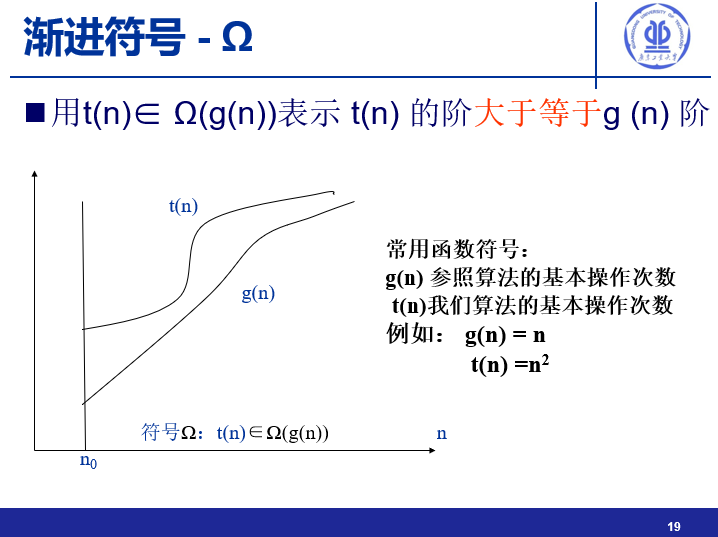 渐进符号 - Ω
用t(n)∈ Ω(g(n))表示 t(n) 的阶大于等于g (n) 阶
t(n)
g(n)
常用函数符号：
g(n) 参照算法的基本操作次数
t(n)我们算法的基本操作次数
例如： g(n) = n
t(n) =n²
符号Ω：t(n)∈Ω(g(n))
n
n₀
19